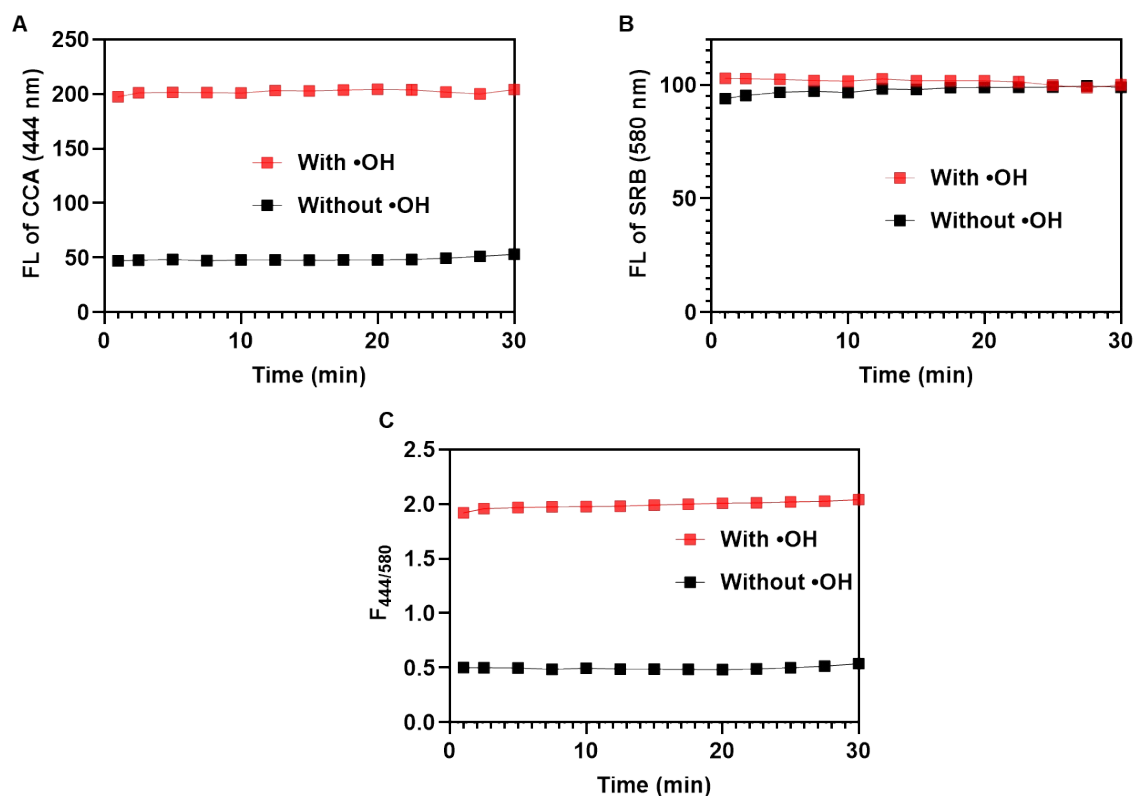 A
FL of CCA (444 nm)
250
200
150
100
50
0
With •OH
Without •OH
0 10 20 30
Time (min)
B
FL of SRB (580 nm)
100
50
0
With •OH
Without •OH
0 10 20 30
Time (min)
C
F444/580
2.5
2.0
1.5
1.0
0.5
0.0
With •OH
Without •OH
0 10 20 30
Time (min)